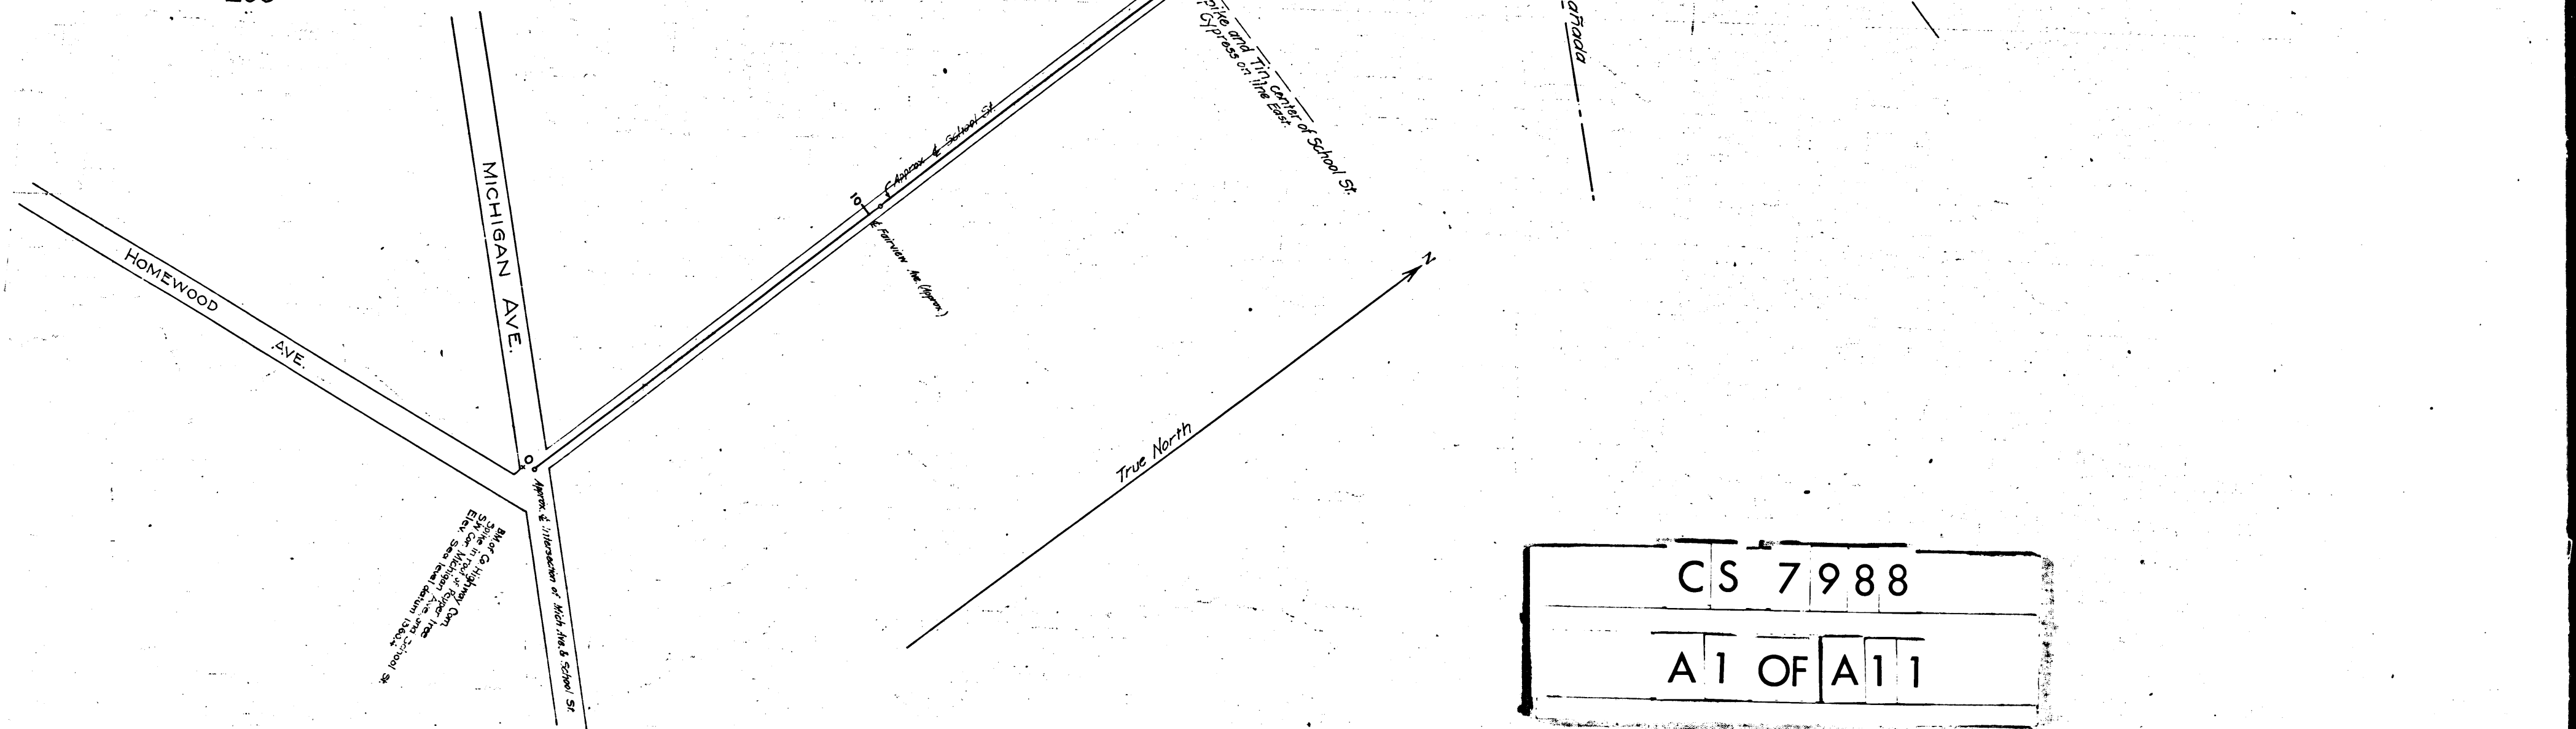 añada
Spike and Tin, center of School St.
Cypress on line East.
(Approx ℄ School St.
10
℄ Fairview Ave. (Approx)
MICHIGAN AVE.
HOMEWOOD AVE.
N
True North
0
Approx. ℄ Intersection of Mich Ave. & School St.
BM of Co Highway Com.
Spike in root of Pepper Tree
SW Cor. Michigan Ave. and School St.
Elev. Sea level datum
CS 7988
A1 OF A11